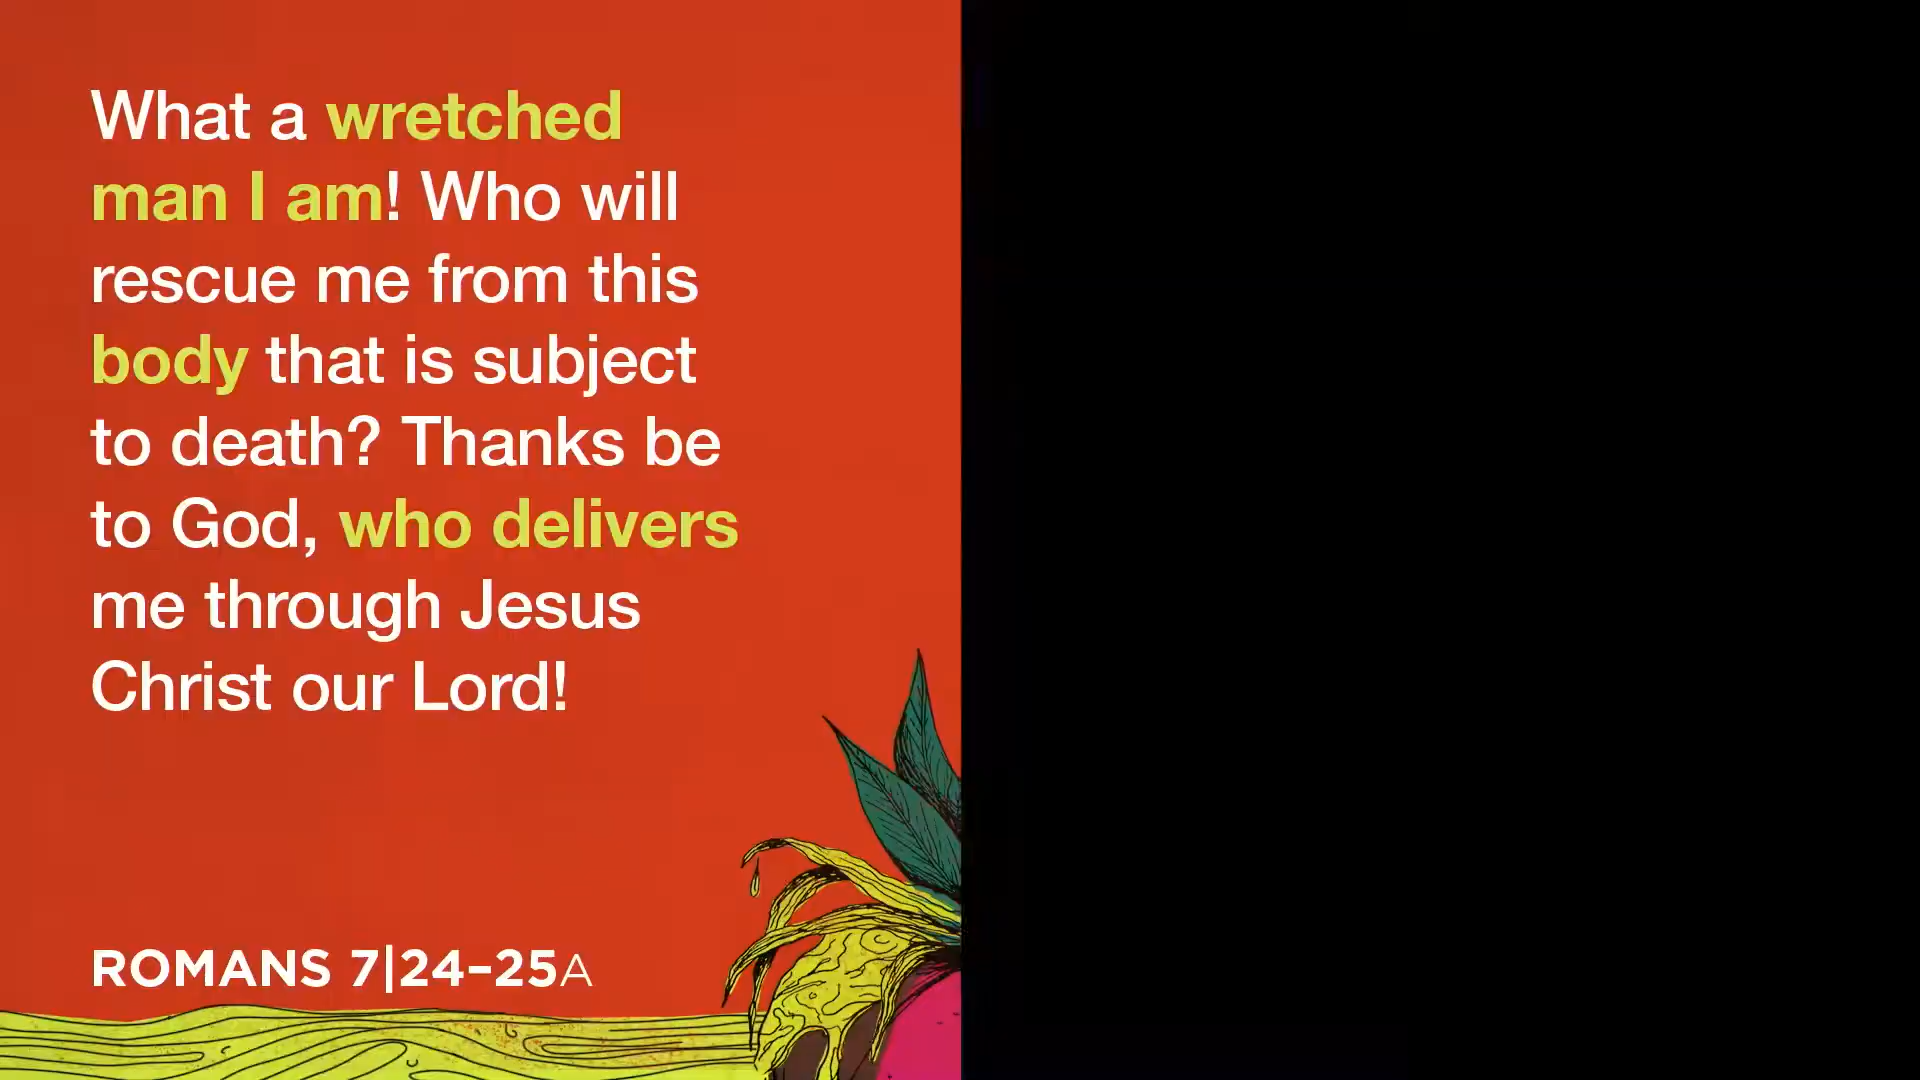 What a wretched
man I am! Who will
rescue me from this
body that is subject
to death? Thanks be
to God, who delivers
me through Jesus
Christ our Lord!
ROMANS 7|24–25A